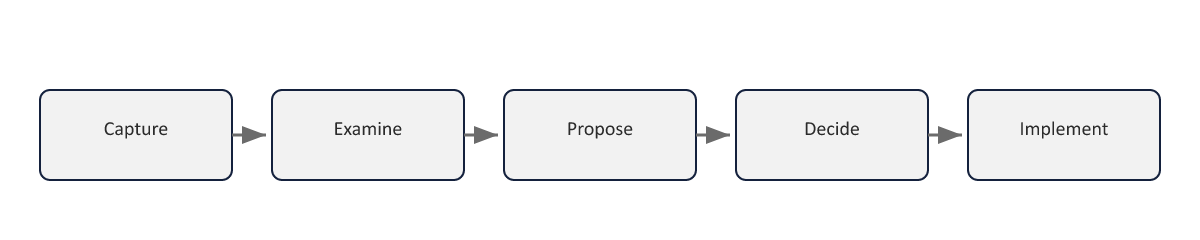 Capture
Examine
Propose
Decide
Implement